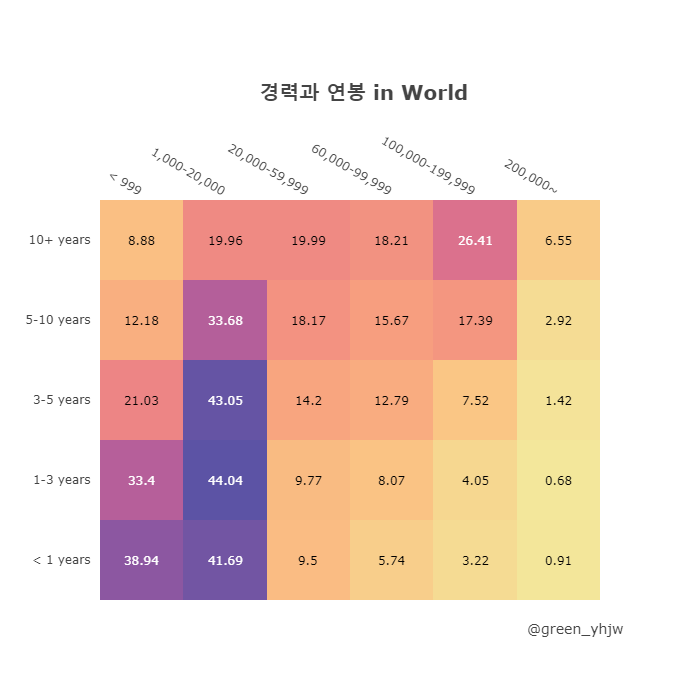 경력과 연봉 in World
< 999 1,000-20,000 20,000-59,999 60,000-99,999 100,000-199,999 200,000~
10+ years 8.88 19.96 19.99 18.21 26.41 6.55
5-10 years 12.18 33.68 18.17 15.67 17.39 2.92
3-5 years 21.03 43.05 14.2 12.79 7.52 1.42
1-3 years 33.4 44.04 9.77 8.07 4.05 0.68
< 1 years 38.94 41.69 9.5 5.74 3.22 0.91
@green_yhjw